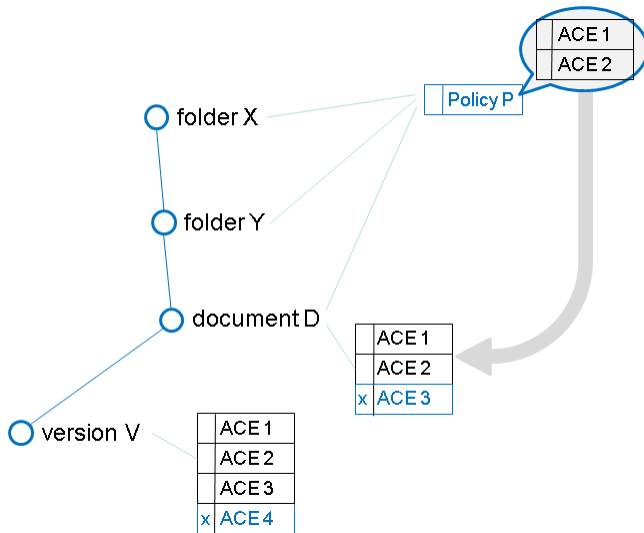 ACE 1
ACE 2
Policy P
folder X
folder Y
document D
ACE 1
ACE 2
x ACE 3
version V
ACE 1
ACE 2
ACE 3
x ACE 4